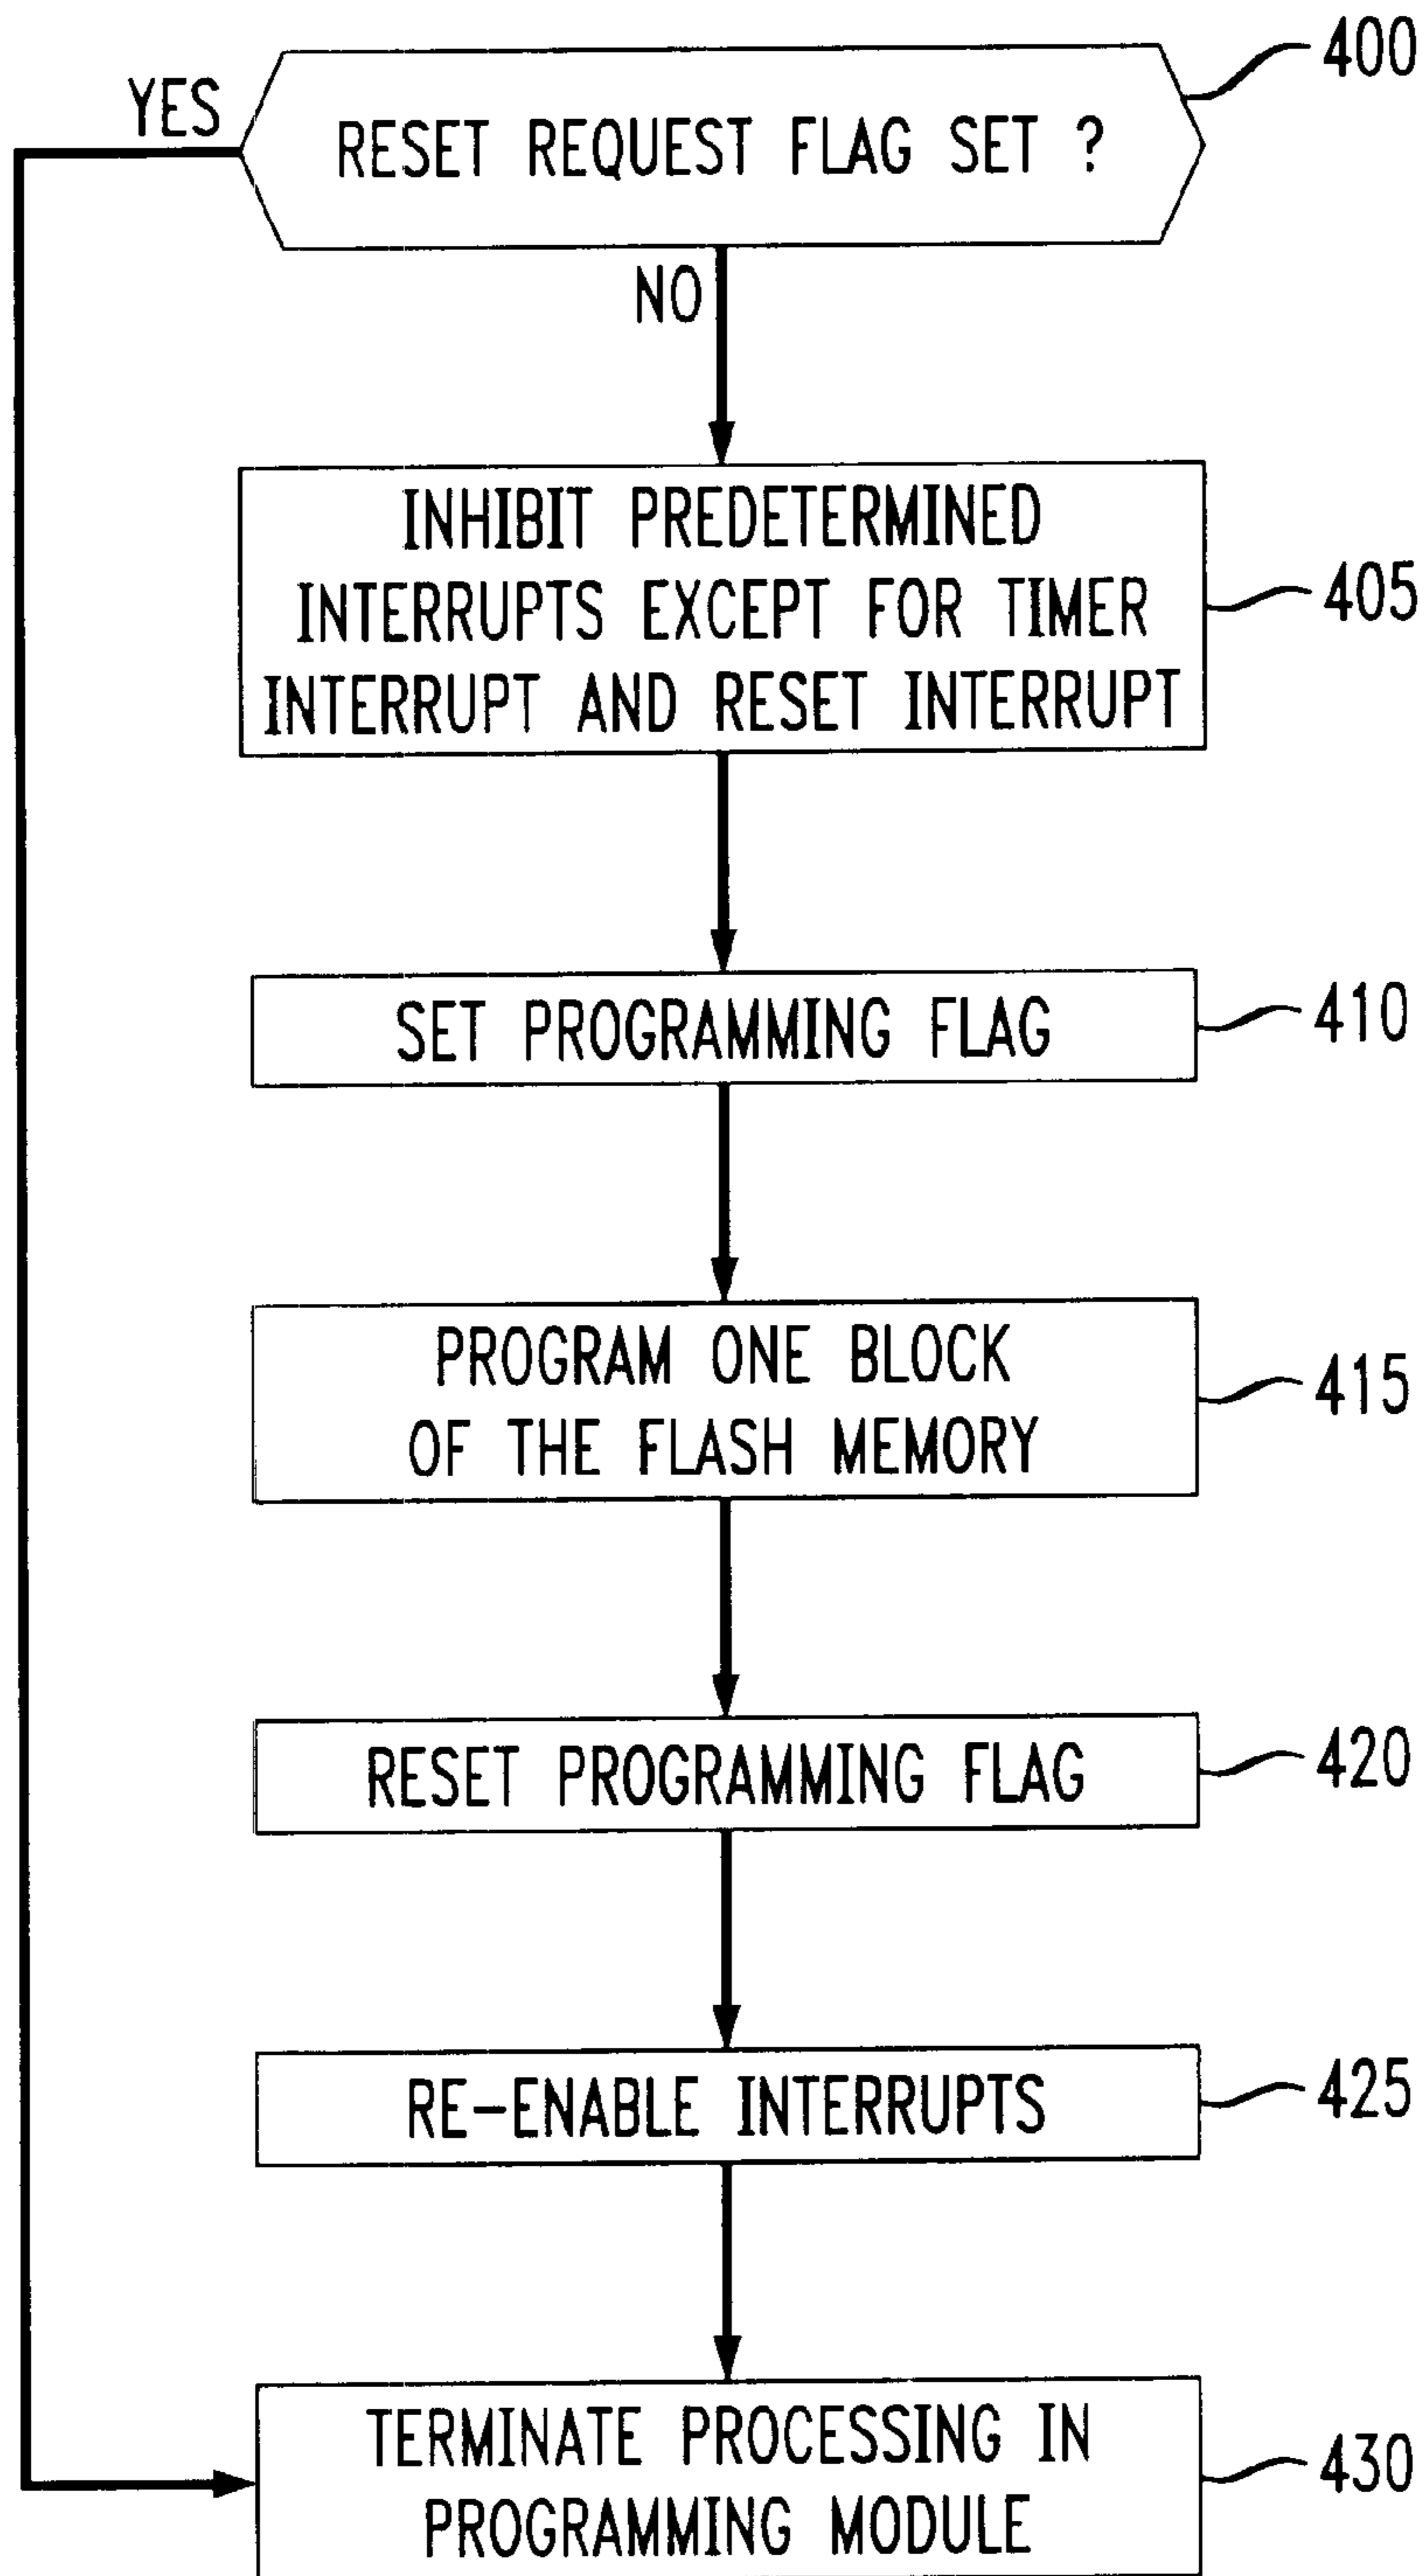 400
YES
RESET REQUEST FLAG SET ?
NO
INHIBIT PREDETERMINED
INTERRUPTS EXCEPT FOR TIMER
INTERRUPT AND RESET INTERRUPT
405
SET PROGRAMMING FLAG
410
PROGRAM ONE BLOCK
OF THE FLASH MEMORY
415
RESET PROGRAMMING FLAG
420
RE-ENABLE INTERRUPTS
425
TERMINATE PROCESSING IN
PROGRAMMING MODULE
430